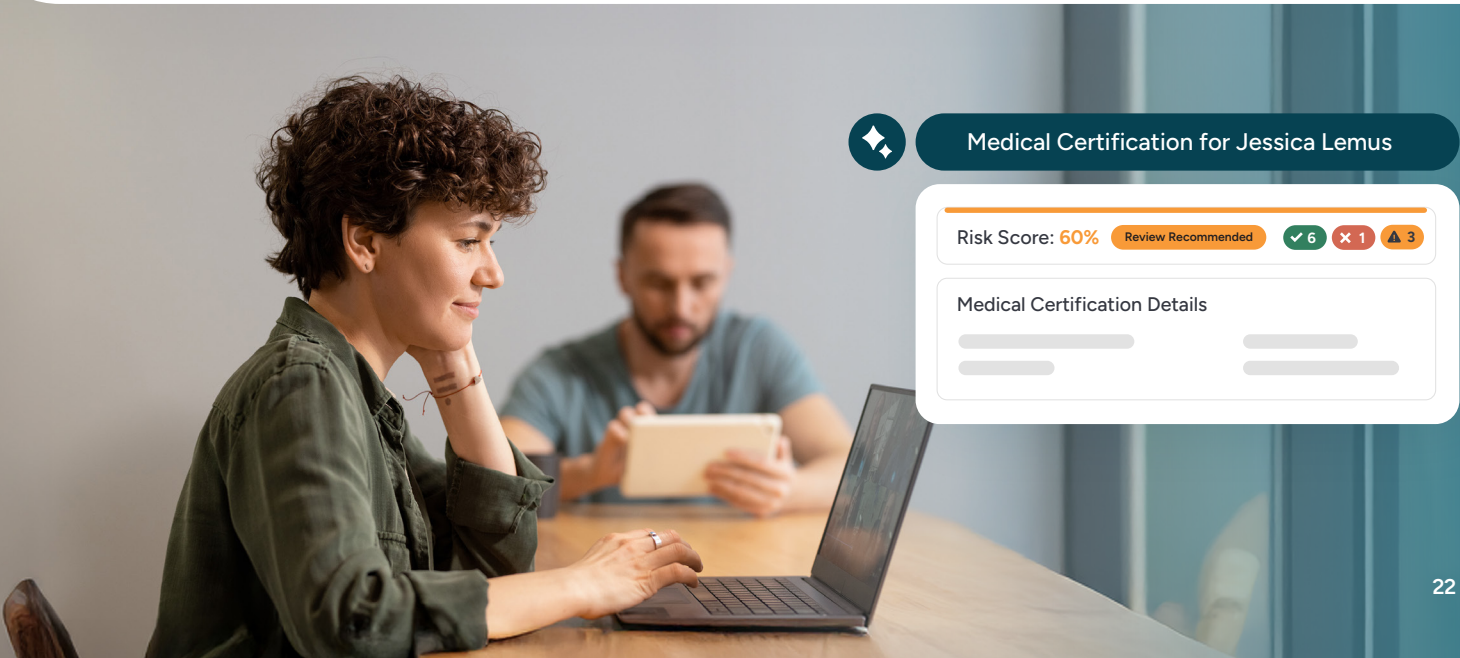 Medical Certification for Jessica Lemus
Risk Score: 60% Review Recommended 6 1 3
Medical Certification Details
22